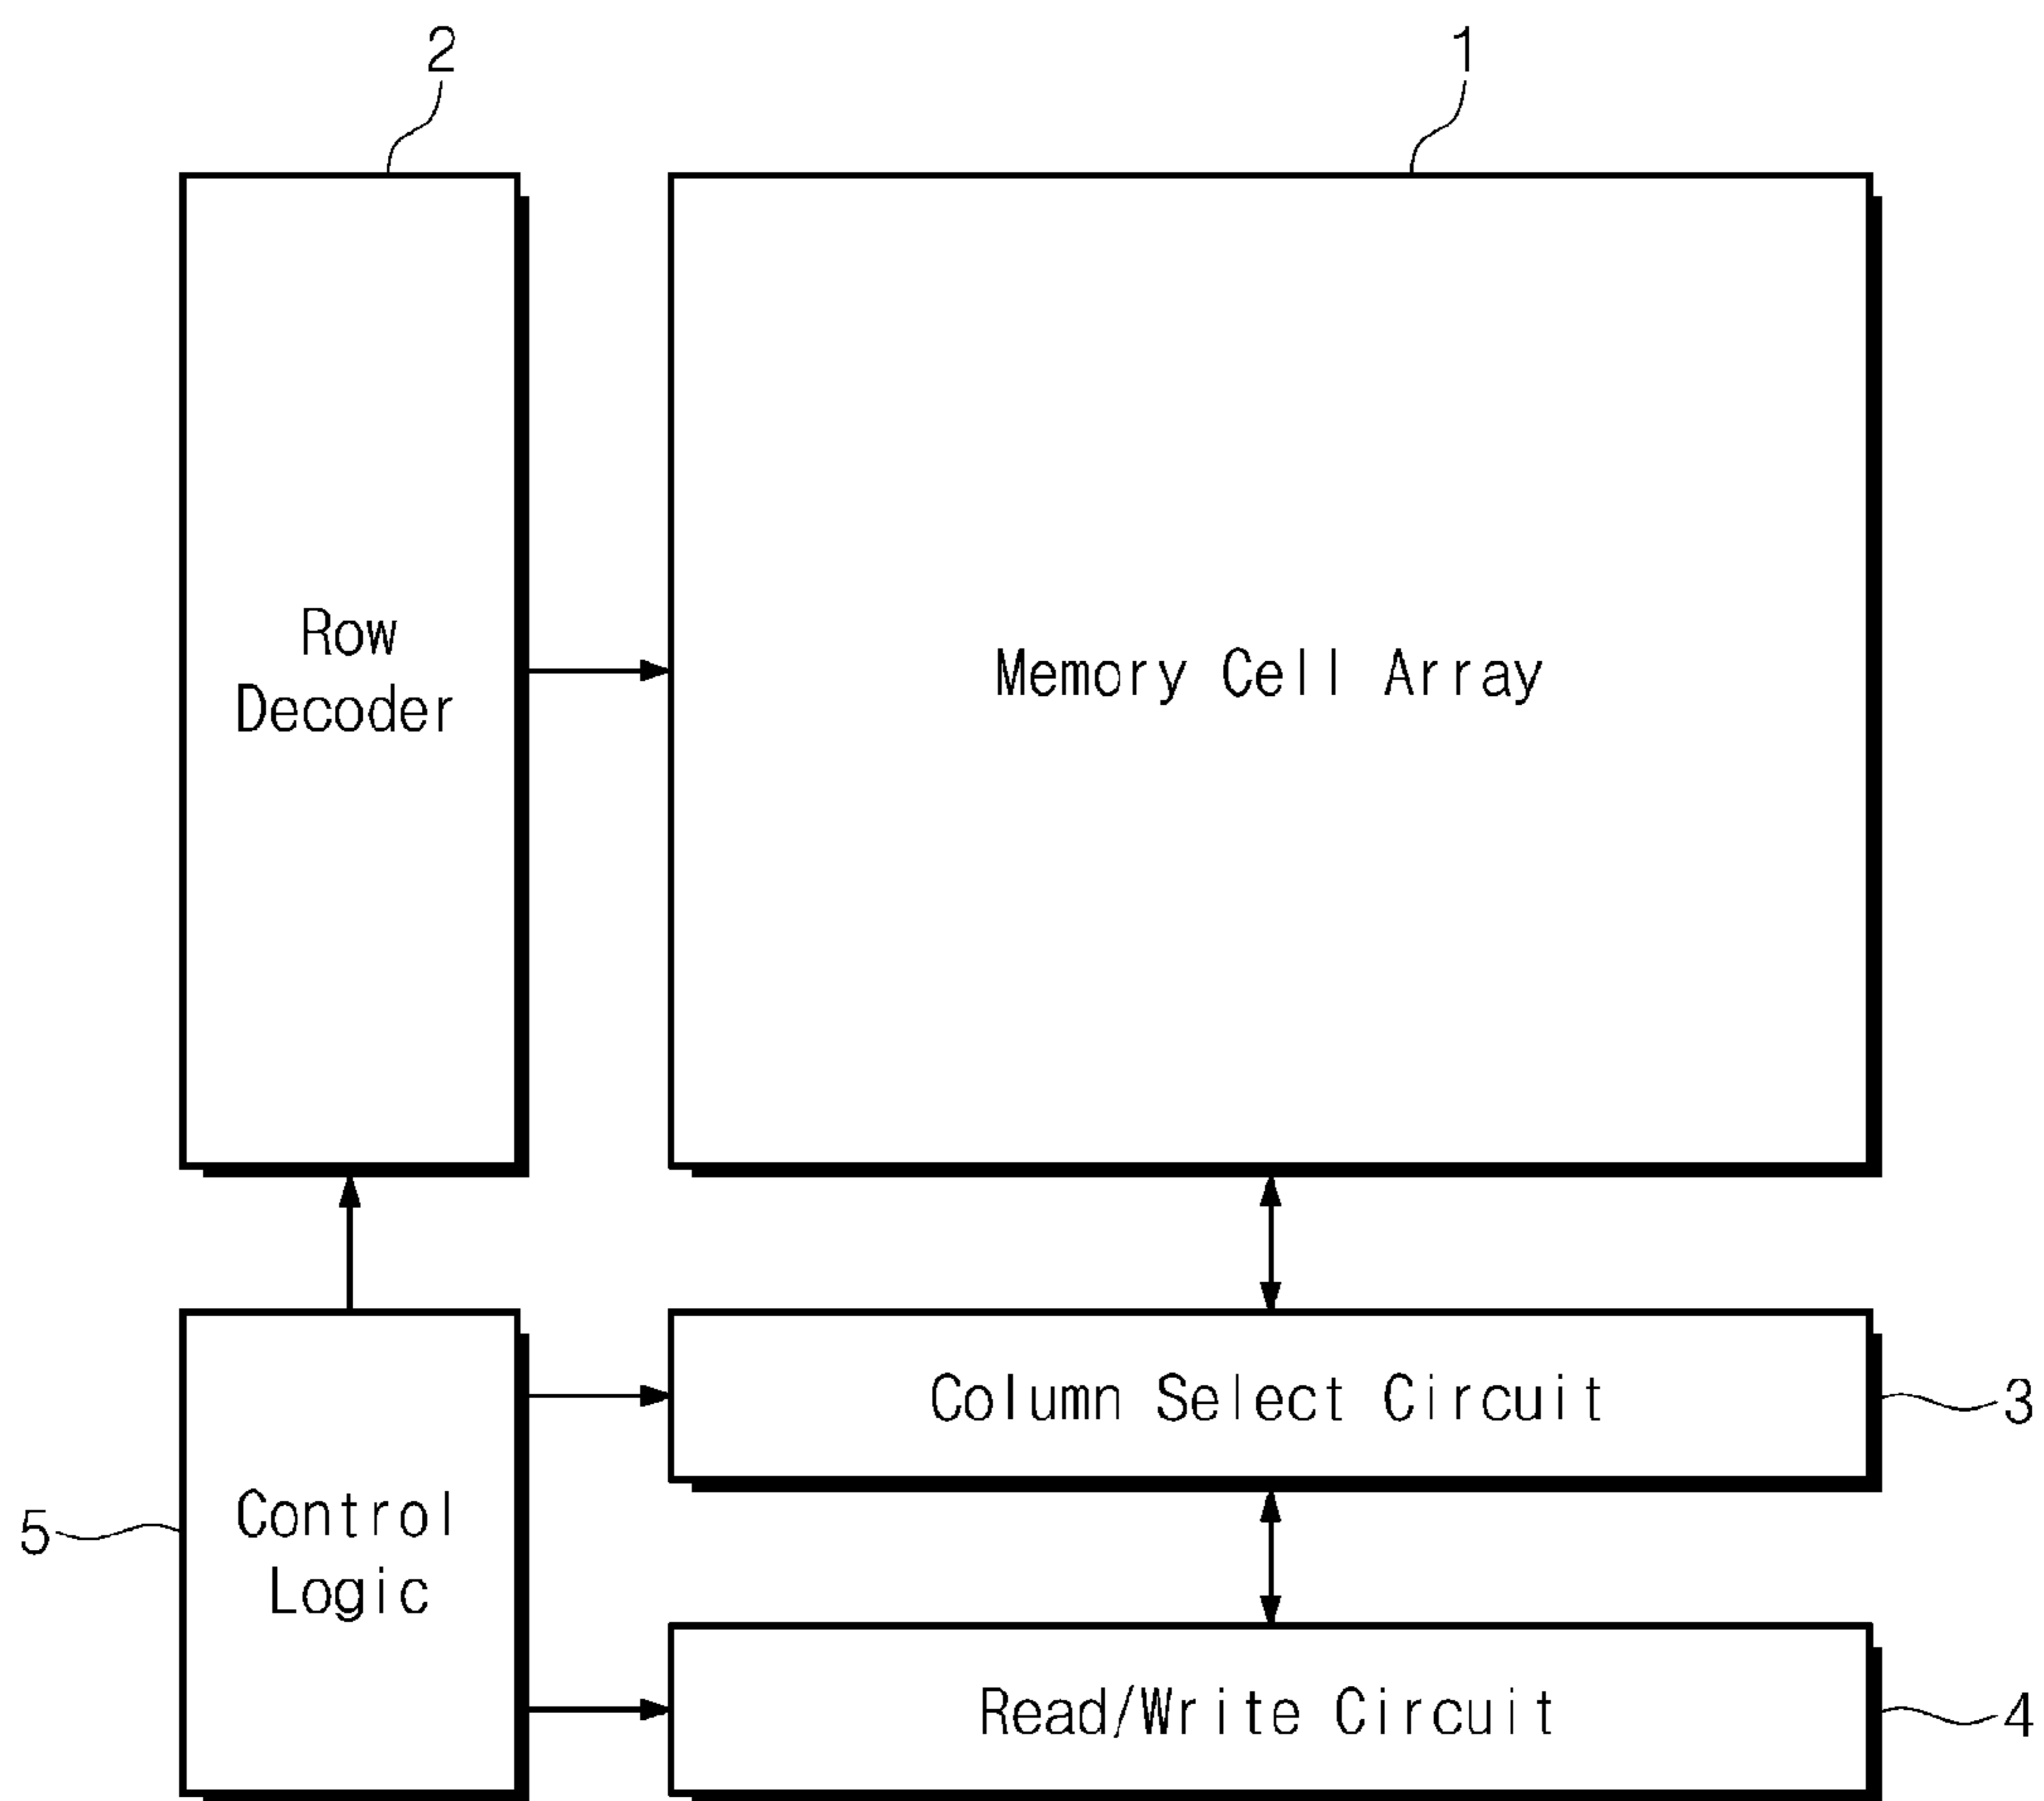 2
1
Row
Decoder
Memory Cell Array
Column Select Circuit
3
5
Control
Logic
Read/Write Circuit
4